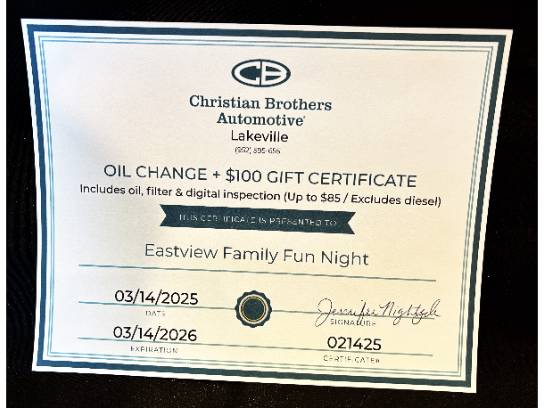 CB
Christian Brothers
Automotive®
Lakeville
OIL CHANGE + $100 GIFT CERTIFICATE
Includes oil, filter & digital inspection (Up to $85 / Excludes diesel)
THIS CERTIFICATE IS PRESENTED TO
Eastview Family Fun Night
03/14/2025
DATE
Jennifer
SIGNATURE
03/14/2026
EXPIRATION
021425
CERTIFICATE#